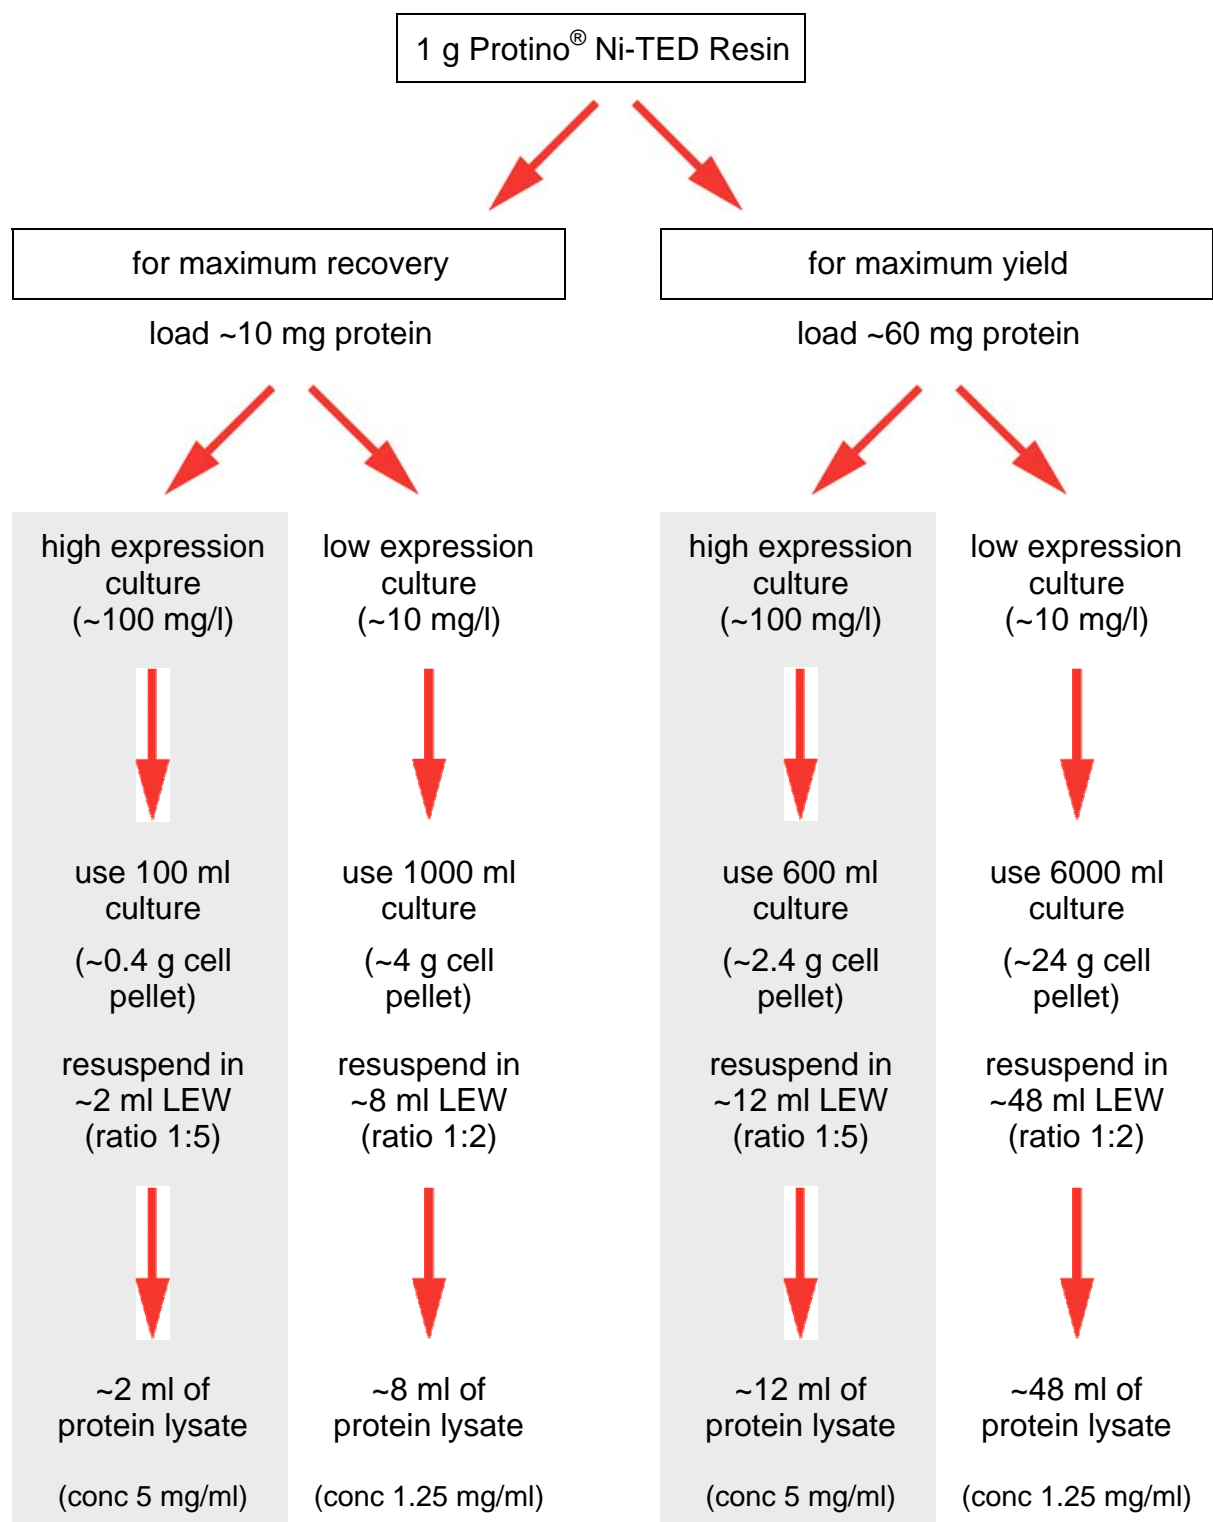 1 g Protino® Ni-TED Resin
for maximum recovery
load ~10 mg protein
high expression
culture
(~100 mg/l)
use 100 ml
culture
(~0.4 g cell
pellet)
resuspend in
~2 ml LEW
(ratio 1:5)
~2 ml of
protein lysate
(conc 5 mg/ml)
low expression
culture
(~10 mg/l)
use 1000 ml
culture
(~4 g cell
pellet)
resuspend in
~8 ml LEW
(ratio 1:2)
~8 ml of
protein lysate
(conc 1.25 mg/ml)
for maximum yield
load ~60 mg protein
high expression
culture
(~100 mg/l)
use 600 ml
culture
(~2.4 g cell
pellet)
resuspend in
~12 ml LEW
(ratio 1:5)
~12 ml of
protein lysate
(conc 5 mg/ml)
low expression
culture
(~10 mg/l)
use 6000 ml
culture
(~24 g cell
pellet)
resuspend in
~48 ml LEW
(ratio 1:2)
~48 ml of
protein lysate
(conc 1.25 mg/ml)